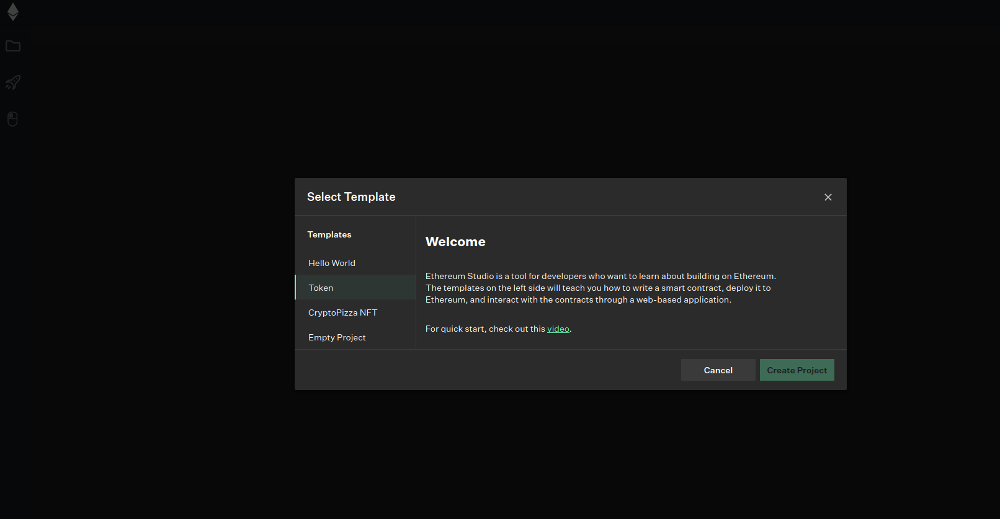 Select Template
Templates
Hello World
Token
CryptoPizza NFT
Empty Project
Welcome
Ethereum Studio is a tool for developers who want to learn about building on Ethereum.
The templates on the left side will teach you how to write a smart contract, deploy it to
Ethereum, and interact with the contracts through a web-based application.
For quick start, check out this video.
Cancel
Create Project